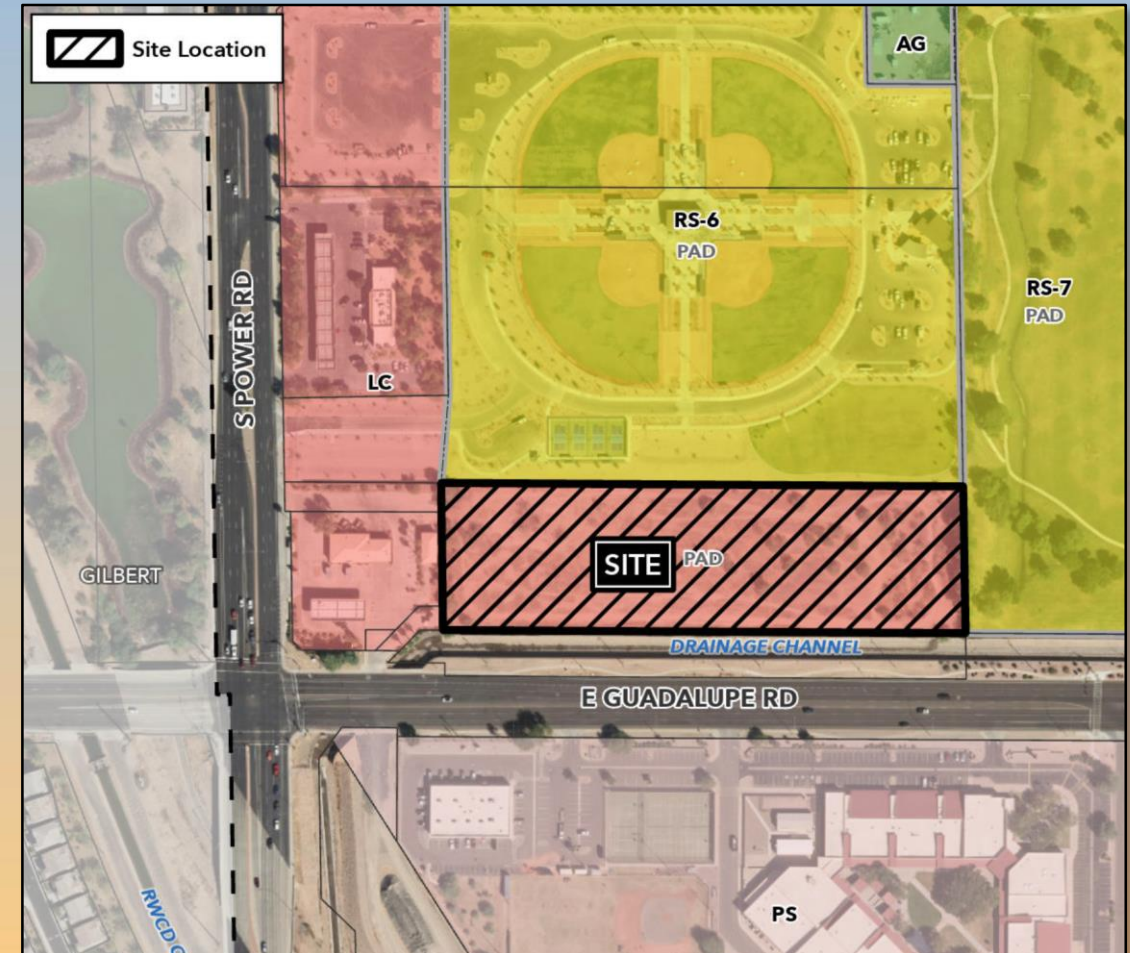 Site Location
AG
RS-6
PAD
RS-7
PAD
S POWER RD
LC
GILBERT
SITE
PAD
DRAINAGE CHANNEL
E GUADALUPE RD
RWCD
PS